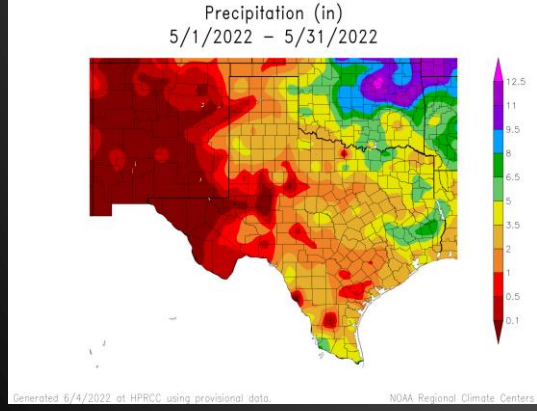 Precipitation (in)
5/1/2022 – 5/31/2022
12.5
11
9.5
8
6.5
5
3.5
2
1
0.5
0.1
Generated 6/4/2022 at HPRCC using provisional data.
NOAA Regional Climate Centers